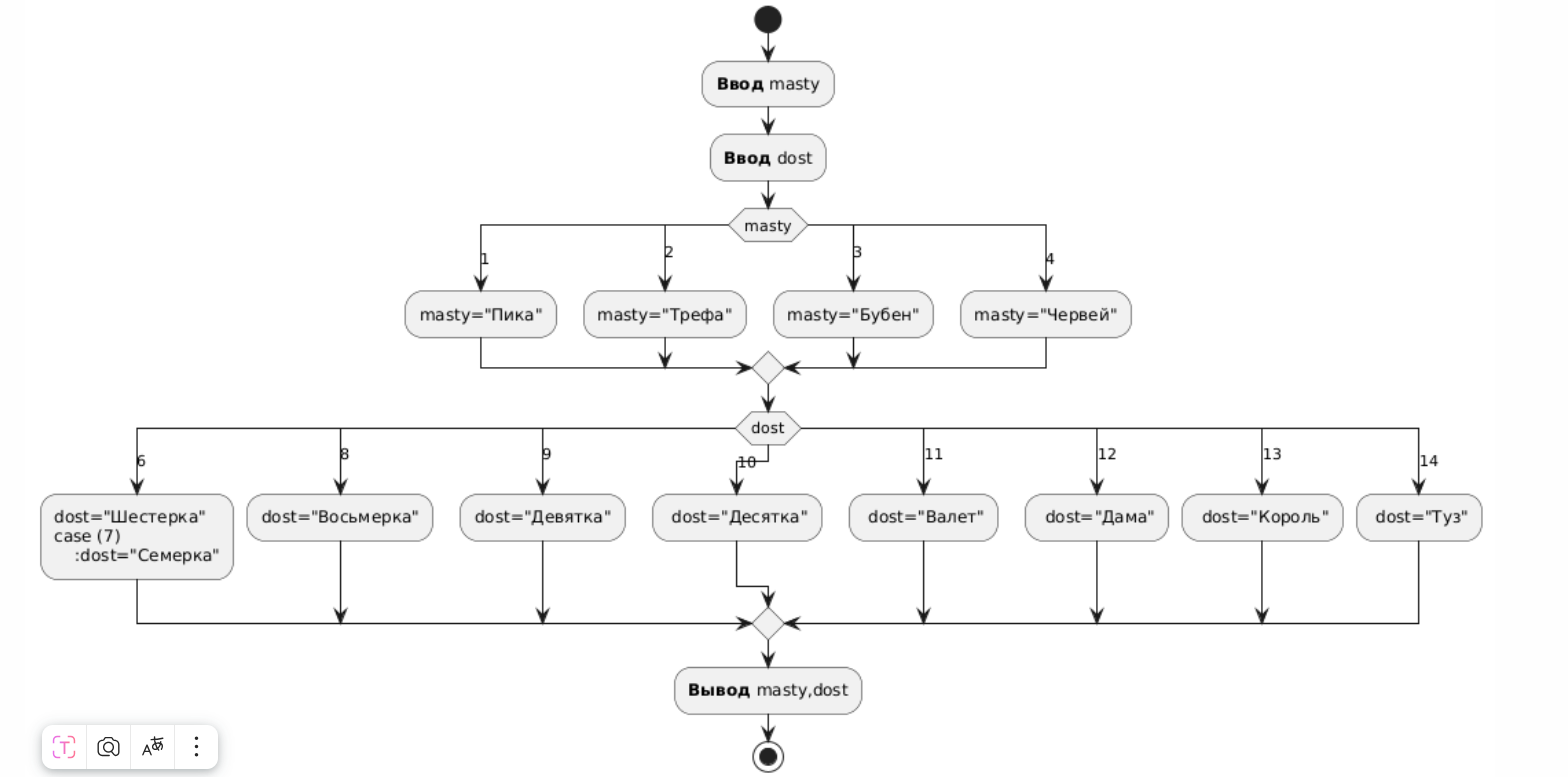 Ввод masty
Ввод dost
masty
1
2
3
4
masty="Пика"
masty="Трефа"
masty="Бубен"
masty="Червей"
dost
6
8
9
10
11
12
13
14
dost="Шестерка"
case (7)
:dost="Семерка"
dost="Восьмерка"
dost="Девятка"
dost="Десятка"
dost="Валет"
dost="Дама"
dost="Король"
dost="Туз"
Вывод masty,dost